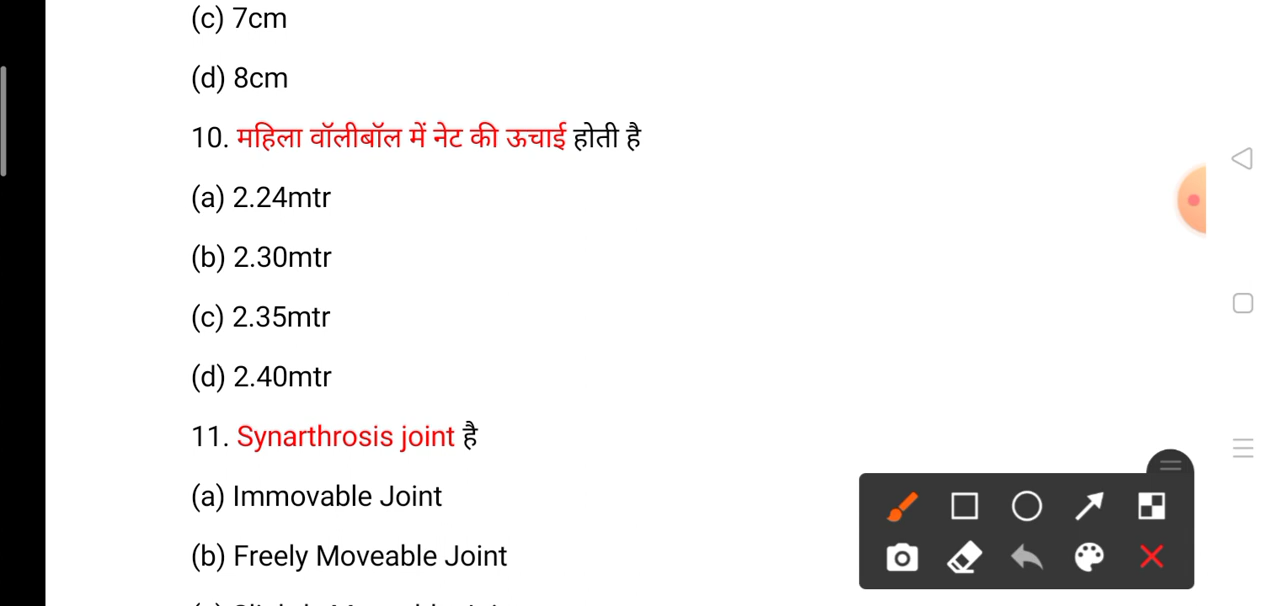 (c) 7cm
(d) 8cm
10. महिला वॉलीबॉल में नेट की ऊचाई होती है
(a) 2.24mtr
(b) 2.30mtr
(c) 2.35mtr
(d) 2.40mtr
11. Synarthrosis joint है
(a) Immovable Joint
(b) Freely Moveable Joint